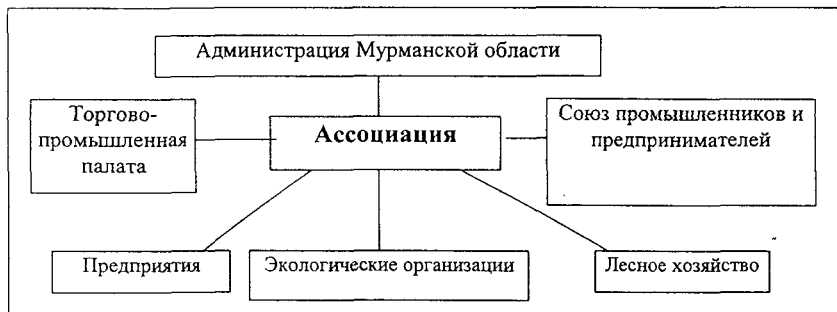 Администрация Мурманской области
Торгово-
промышленная
палата
Ассоциация
Союз промышленников и
предпринимателей
Предприятия
Экологические организации
Лесное хозяйство